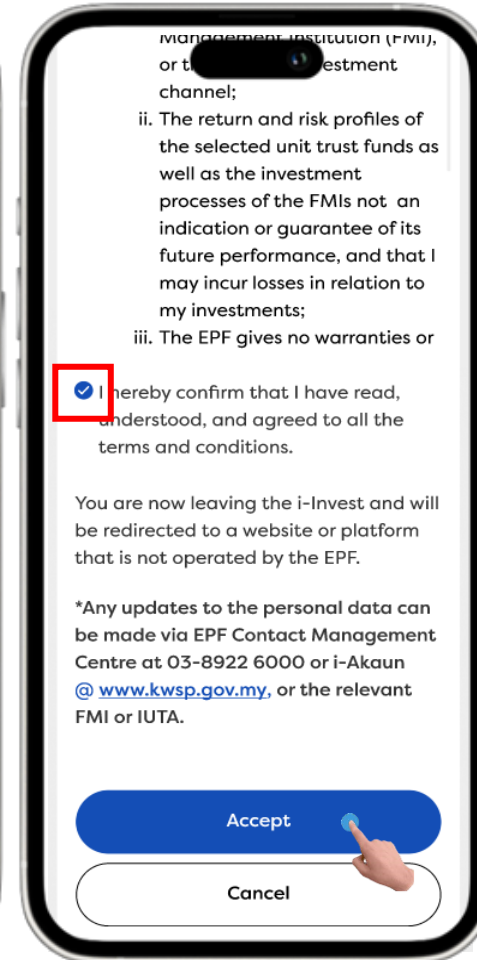 Management Institution (FMI),
or t estment
channel;
ii. The return and risk profiles of
the selected unit trust funds as
well as the investment
processes of the FMIs not an
indication or guarantee of its
future performance, and that I
may incur losses in relation to
my investments;
iii. The EPF gives no warranties or
I hereby confirm that I have read,
understood, and agreed to all the
terms and conditions.
You are now leaving the i-Invest and will
be redirected to a website or platform
that is not operated by the EPF.
*Any updates to the personal data can
be made via EPF Contact Management
Centre at 03-8922 6000 or i-Akaun
@ www.kwsp.gov.my, or the relevant
FMI or IUTA.
Accept
Cancel